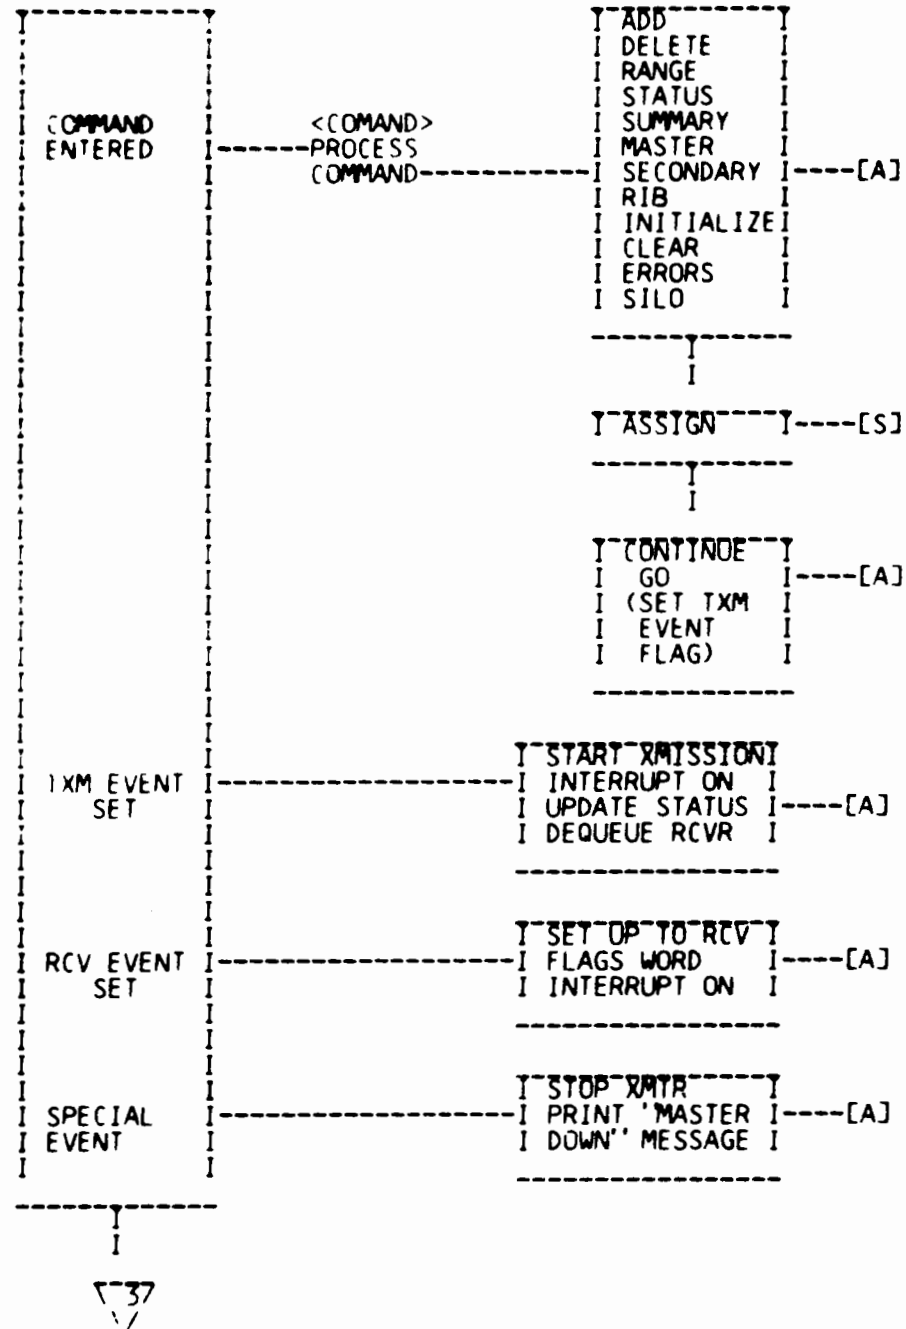 ADD
DELETE
RANGE
STATUS
COMMAND <COMAND> SUMMARY
ENTERED PROCESS MASTER
COMMAND SECONDARY [A]
RIB
INITIALIZE
CLEAR
ERRORS
SILO
ASSIGN [S]
CONTINUE
GO [A]
(SET TXM
EVENT
FLAG)
START XMISSION
TXM EVENT INTERRUPT ON
SET UPDATE STATUS [A]
DEQUEUE RCVR
SET UP TO RCV
RCV EVENT FLAGS WORD [A]
SET INTERRUPT ON
STOP XMTR
SPECIAL PRINT 'MASTER [A]
EVENT DOWN'' MESSAGE
3